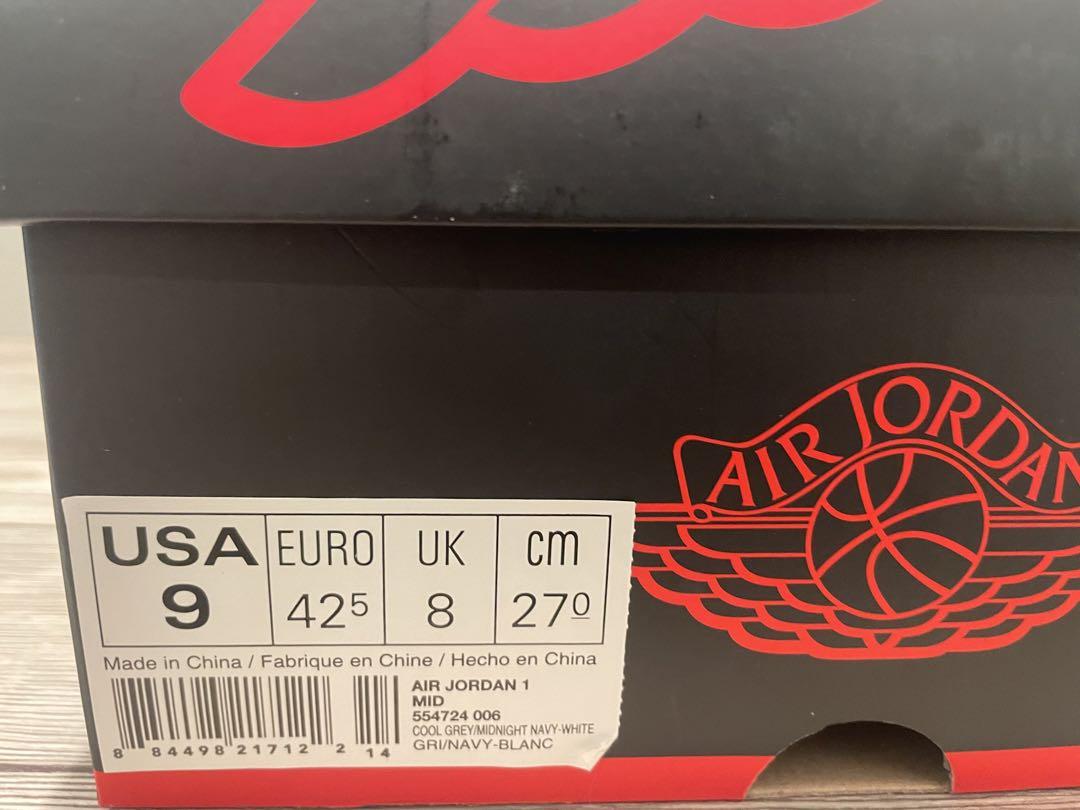 AIR JORDAN
USA EURO UK cm
9 42 5 8 27 0
Made in China / Fabrique en Chine / Hecho en China
AIR JORDAN 1
MID
554724 006
COOL GREY/MIDNIGHT NAVY-WHITE
GRI/NAVY-BLANC
8 84498 21712 2 14